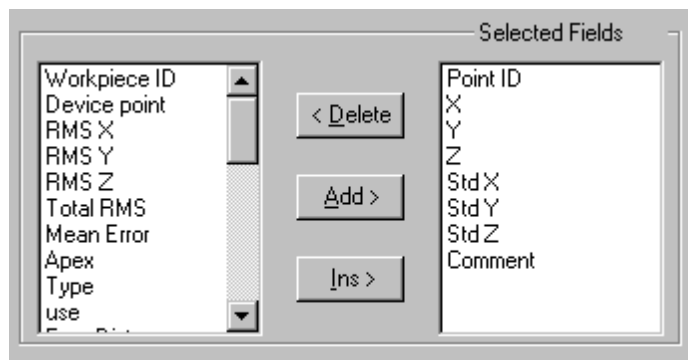 Selected Fields
Workpiece ID
Device point
RMS X
RMS Y
RMS Z
Total RMS
Mean Error
Apex
Type
use
< Delete
Add >
Ins >
Point ID
X
Y
Z
Std X
Std Y
Std Z
Comment